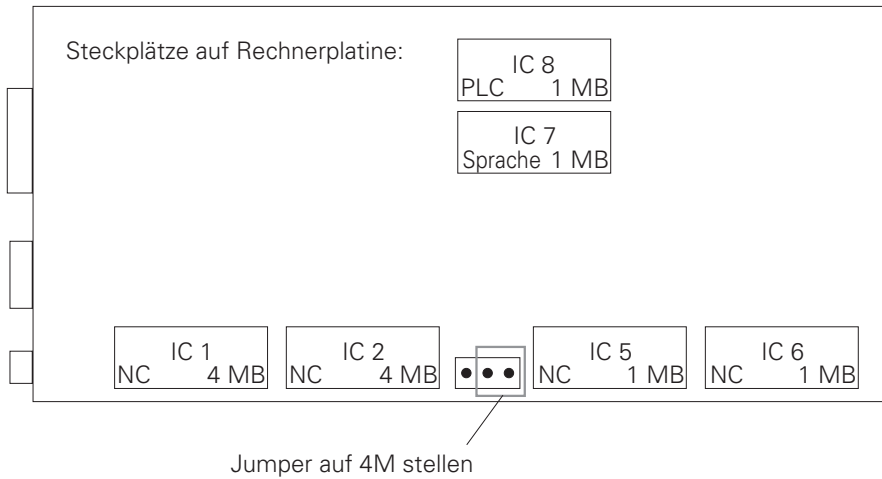 Steckplätze auf Rechnerplatine:
IC 8
PLC 1 MB
IC 7
Sprache 1 MB
IC 1
NC 4 MB
IC 2
NC 4 MB
IC 5
NC 1 MB
IC 6
NC 1 MB
Jumper auf 4M stellen